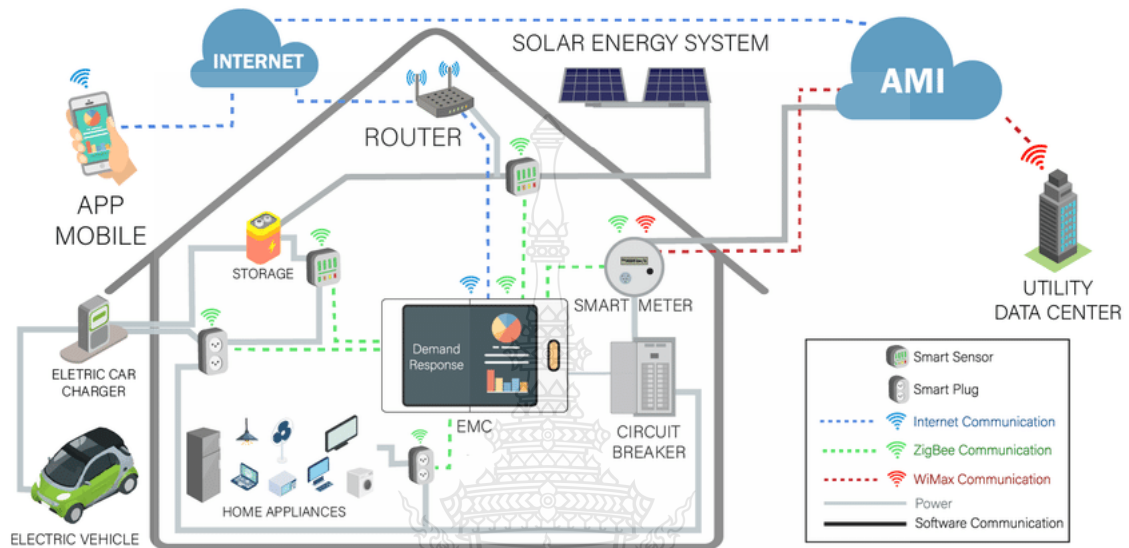 INTERNET
SOLAR ENERGY SYSTEM
AMI
ROUTER
APP
MOBILE
STORAGE
SMART METER
UTILITY
DATA CENTER
ELETRIC CAR
CHARGER
Demand
Response
EMC
CIRCUIT
BREAKER
HOME APPLIANCES
ELECTRIC VEHICLE
Smart Sensor
Smart Plug
Internet Communication
ZigBee Communication
WiMax Communication
Power
Software Communication